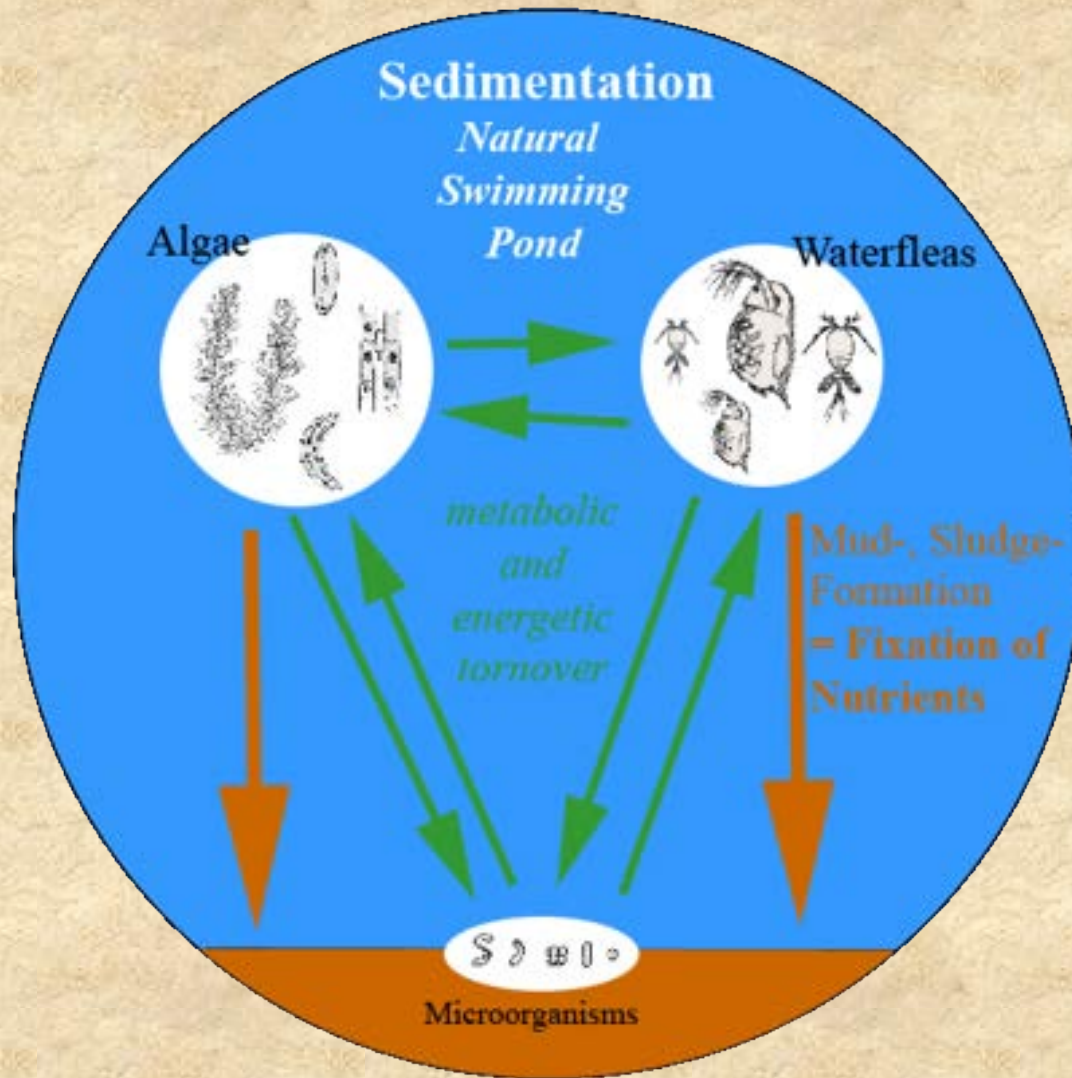 Sedimentation
Natural
Swimming
Pond
Algae
Waterfleas
metabolic
and
energetic
tornover
Mud-, Sludge-
Formation
= Fixation of
Nutrients
Microorganisms